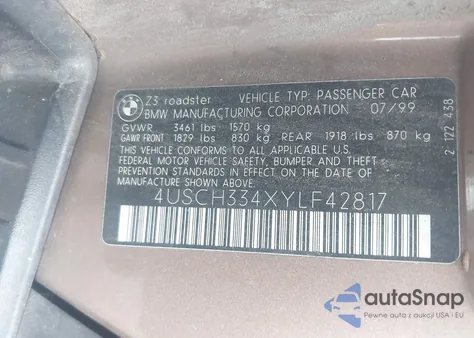 BMW Z3 roadster VEHICLE TYP: PASSENGER CAR
BMW MANUFACTURING CORPORATION 07/99
GVWR 3461 lbs 1570 kg
GAWR FRONT 1829 lbs 830 kg REAR 1918 lbs 870 kg
THIS VEHICLE CONFORMS TO ALL APPLICABLE U.S.
FEDERAL MOTOR VEHICLE SAFETY, BUMPER, AND THEFT
PREVENTION STANDARDS IN EFFECT ON THE DATE OF
MANUFACTURE SHOWN ABOVE.
4USCH334XYLF42817
2 122 458
autaSnap
Pewne auta z aukcji USA i EU